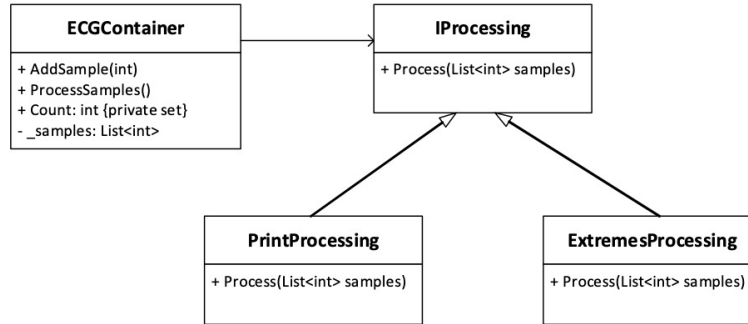 ECGContainer
+ AddSample(int)
+ ProcessSamples()
+ Count: int {private set}
- _samples: List<int>
IProcessing
+ Process(List<int> samples)
PrintProcessing
+ Process(List<int> samples)
ExtremesProcessing
+ Process(List<int> samples)